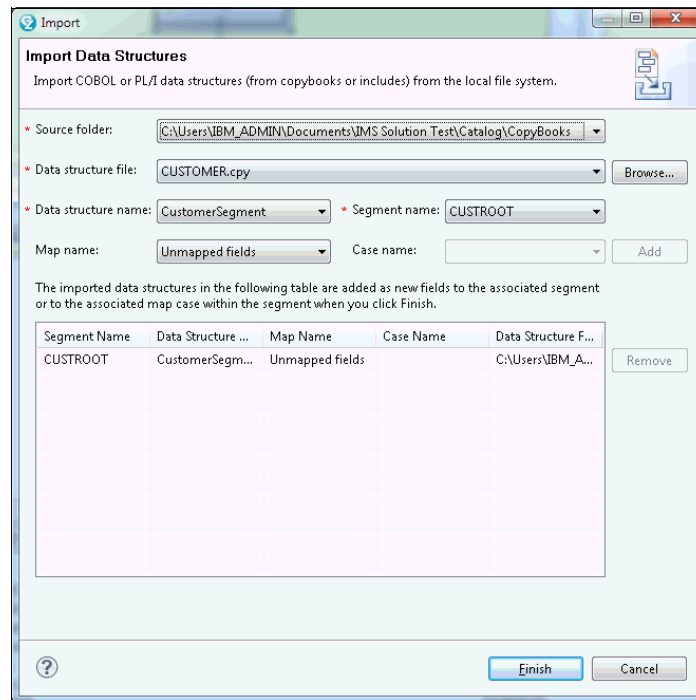 Import
Import Data Structures
Import COBOL or PL/I data structures (from copybooks or includes) from the local file system.
* Source folder: C:\Users\IBM_ADMIN\Documents\IMS Solution Test\Catalog\CopyBooks
* Data structure file: CUSTOMER.cpy Browse...
* Data structure name: CustomerSegment * Segment name: CUSTROOT
Map name: Unmapped fields Case name: Add
The imported data structures in the following table are added as new fields to the associated segment
or to the associated map case within the segment when you click Finish.
Segment Name Data Structure ... Map Name Case Name Data Structure F...
CUSTROOT CustomerSegm... Unmapped fields C:\Users\IBM_A... Remove
? Finish Cancel